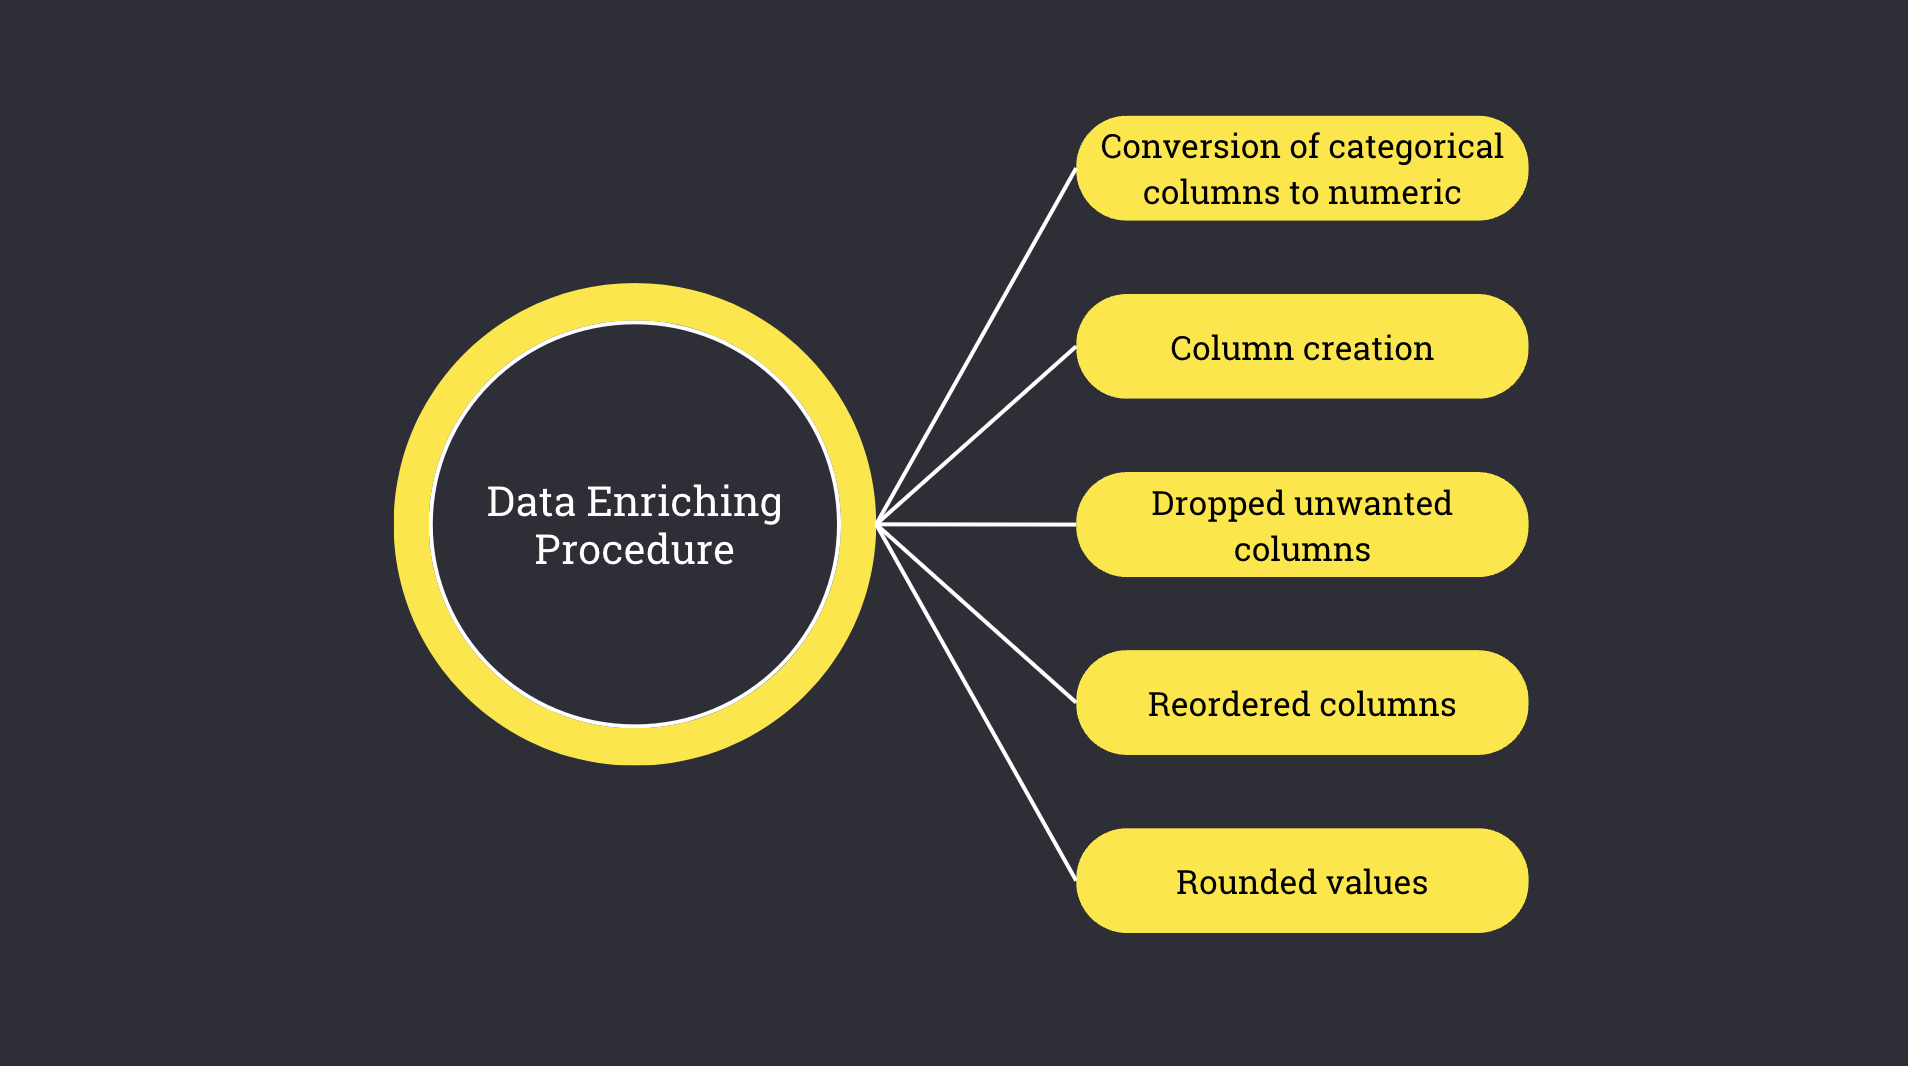 Data Enriching
Procedure
Conversion of categorical
columns to numeric
Column creation
Dropped unwanted
columns
Reordered columns
Rounded values